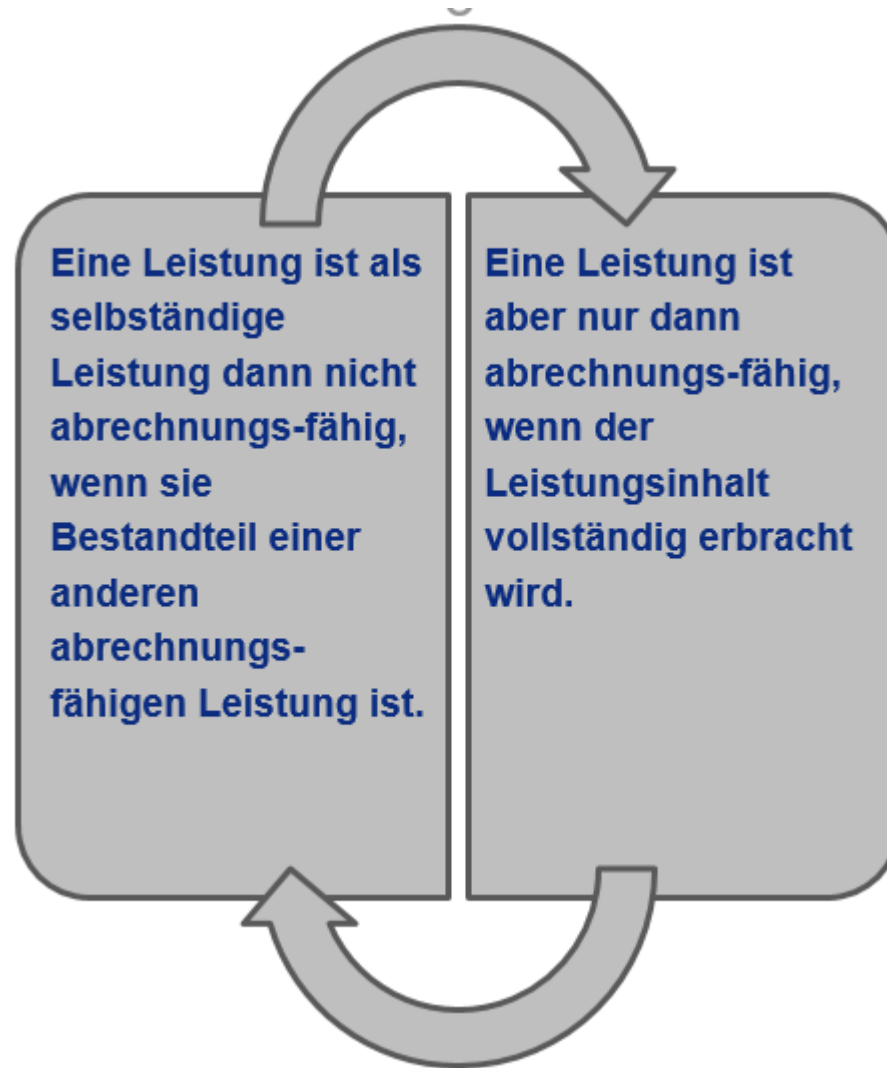 Eine Leistung ist als
selbständige
Leistung dann nicht
abrechnungs-fähig,
wenn sie
Bestandteil einer
anderen
abrechnungs-
fähigen Leistung ist.
Eine Leistung ist
aber nur dann
abrechnungs-fähig,
wenn der
Leistungsinhalt
vollständig erbracht
wird.